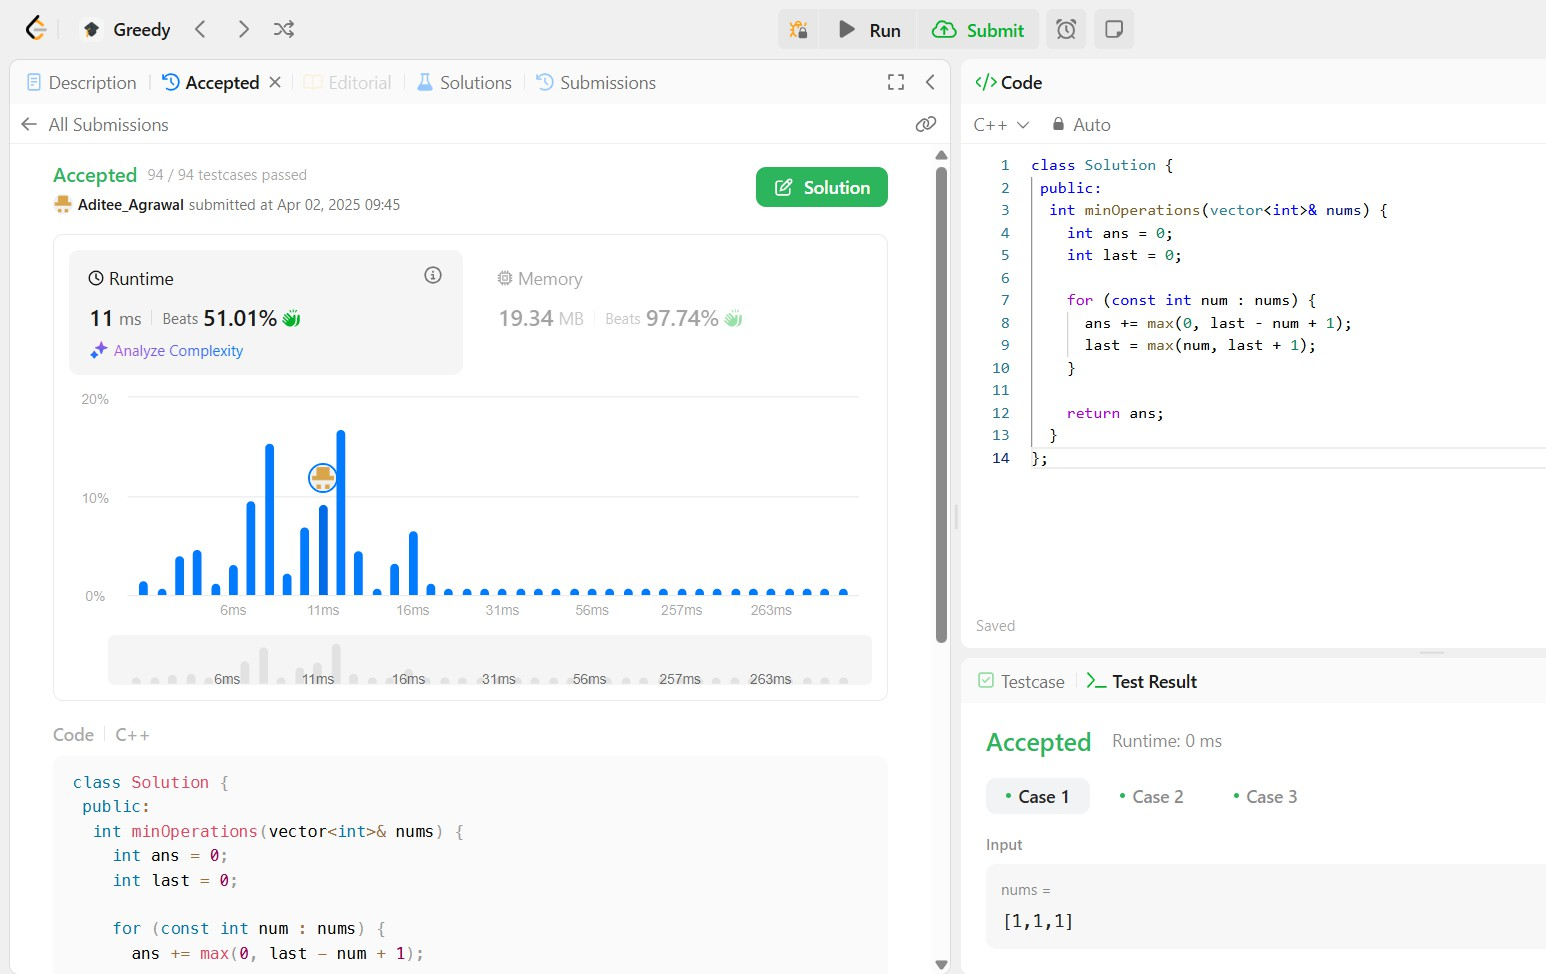 Greedy
Run
Submit
Description
Accepted
Editorial
Solutions
Submissions
All Submissions
Accepted 94 / 94 testcases passed
Aditee_Agrawal submitted at Apr 02, 2025 09:45
Solution
Runtime
11 ms Beats 51.01%
Analyze Complexity
Memory
19.34 MB Beats 97.74%
20%
10%
0%
6ms 11ms 16ms 31ms 56ms 257ms 263ms
6ms 11ms 16ms 31ms 56ms 257ms 263ms
Code C++
class Solution {
public:
int minOperations(vector<int>& nums) {
int ans = 0;
int last = 0;
for (const int num : nums) {
ans += max(0, last - num + 1);
</> Code
C++ Auto
1 class Solution {
2 public:
3 int minOperations(vector<int>& nums) {
4 int ans = 0;
5 int last = 0;
6
7 for (const int num : nums) {
8 ans += max(0, last - num + 1);
9 last = max(num, last + 1);
10 }
11
12 return ans;
13 }
14 };
Saved
Testcase
Test Result
Accepted Runtime: 0 ms
Case 1 Case 2 Case 3
Input
nums =
[1,1,1]